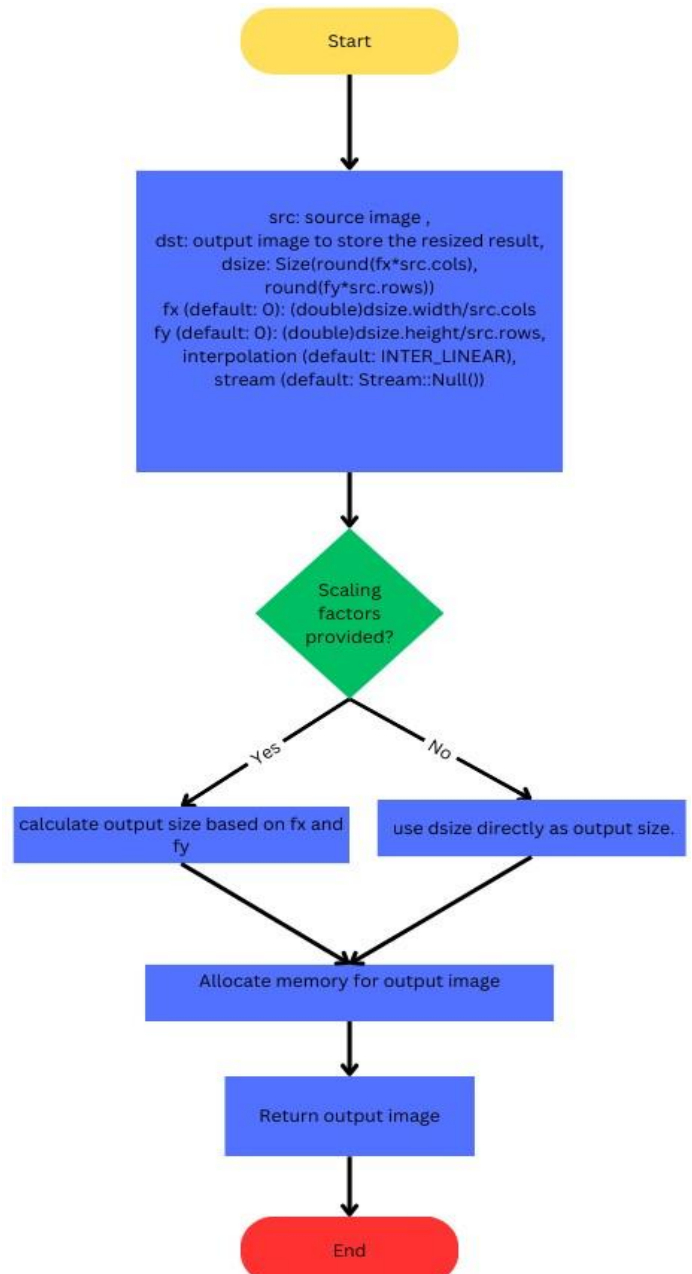 Start
src: source image ,
dst: output image to store the resized result,
dsize: Size(round(fx*src.cols),
round(fy*src.rows))
fx (default: 0): (double)dsize.width/src.cols
fy (default: 0): (double)dsize.height/src.rows,
interpolation (default: INTER_LINEAR),
stream (default: Stream::Null())
Scaling
factors
provided?
Yes
No
calculate output size based on fx and
fy
use dsize directly as output size.
Allocate memory for output image
Return output image
End